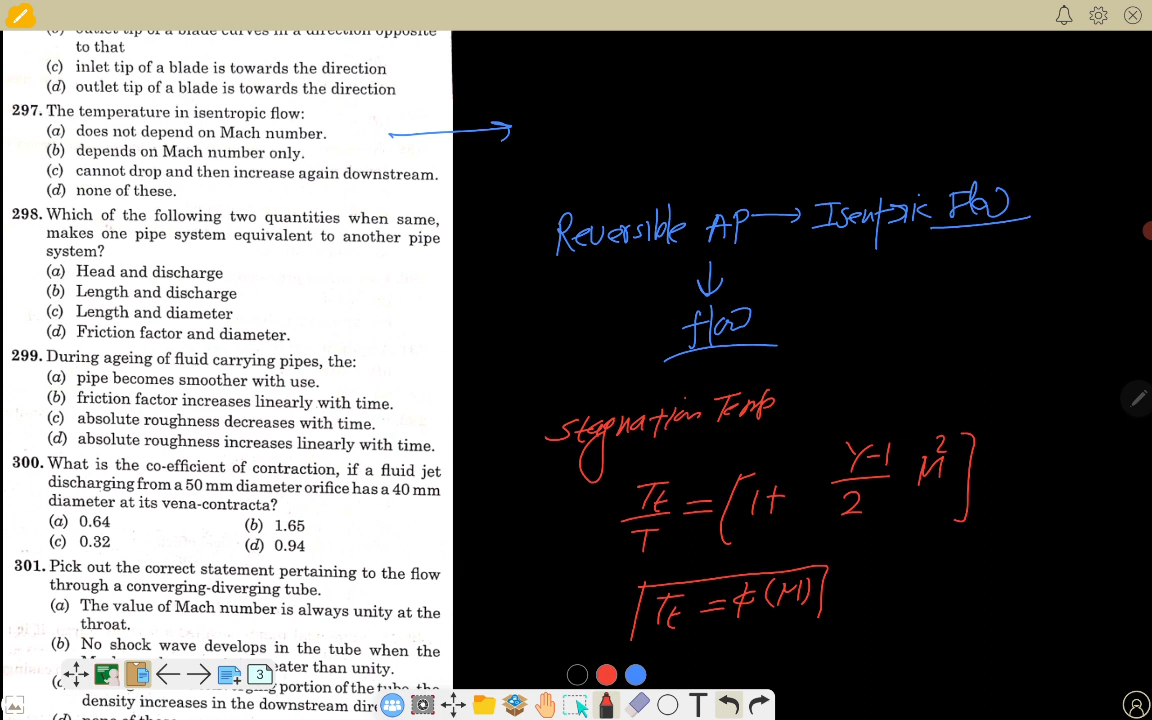 to that
(c) inlet tip of a blade is towards the direction
(d) outlet tip of a blade is towards the direction
297. The temperature in isentropic flow:
(a) does not depend on Mach number.
(b) depends on Mach number only.
(c) cannot drop and then increase again downstream.
(d) none of these.
298. Which of the following two quantities when same,
makes one pipe system equivalent to another pipe
system?
(a) Head and discharge
(b) Length and discharge
(c) Length and diameter
(d) Friction factor and diameter.
299. During ageing of fluid carrying pipes, the:
(a) pipe becomes smoother with use.
(b) friction factor increases linearly with time.
(c) absolute roughness decreases with time.
(d) absolute roughness increases linearly with time.
300. What is the co-efficient of contraction, if a fluid jet
discharging from a 50 mm diameter orifice has a 40 mm
diameter at its vena-contracta?
(a) 0.64 (b) 1.65
(c) 0.32 (d) 0.94
301. Pick out the correct statement pertaining to the flow
through a converging-diverging tube.
(a) The value of Mach number is always unity at the
throat.
(b) No shock wave develops in the tube when the
than unity.
portion of the
density increases in the downstream
Reversible AP → Isentropic Flow
↓
flow
Stagnation Temp
Tt/T = [1+ γ-1/2 M²]
Tt = ϕ(M)
3
T